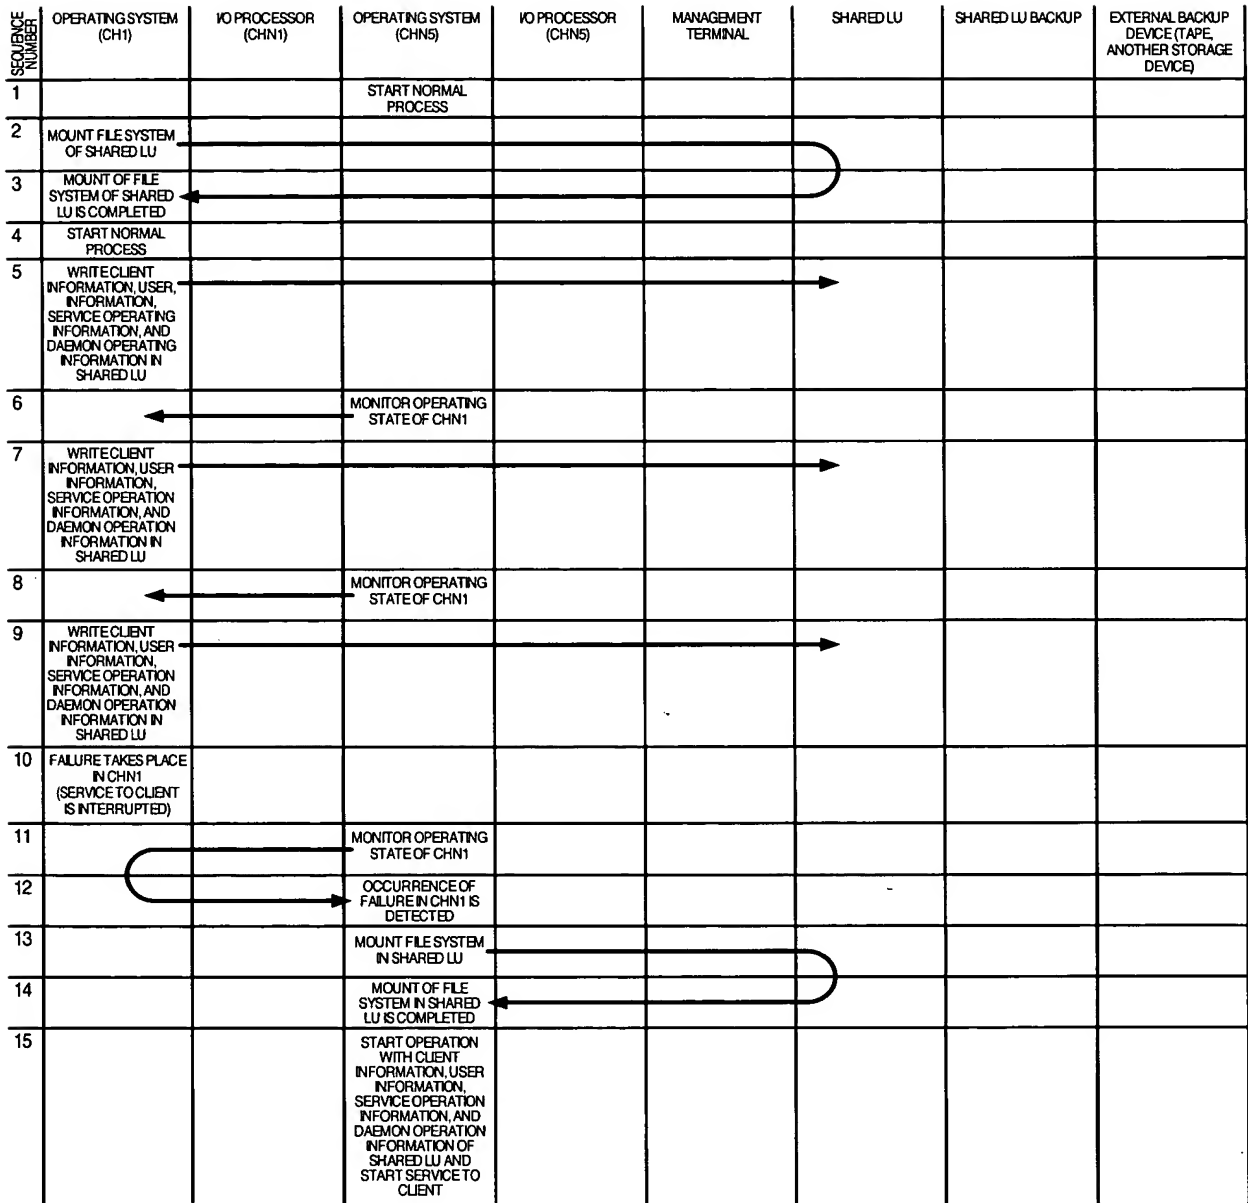 SEQUENCE
NUMBER
OPERATING SYSTEM
(CH1)
I/O PROCESSOR
(CHN1)
OPERATING SYSTEM
(CHN5)
I/O PROCESSOR
(CHN5)
MANAGEMENT
TERMINAL
SHARED LU
SHARED LU BACKUP
EXTERNAL BACKUP
DEVICE (TAPE,
ANOTHER STORAGE
DEVICE)
1
START NORMAL
PROCESS
2
MOUNT FILE SYSTEM
OF SHARED LU
3
MOUNT OF FILE
SYSTEM OF SHARED
LU IS COMPLETED
4
START NORMAL
PROCESS
5
WRITE CLIENT
INFORMATION, USER,
INFORMATION,
SERVICE OPERATING
INFORMATION, AND
DAEMON OPERATING
INFORMATION IN
SHARED LU
6
MONITOR OPERATING
STATE OF CHN1
7
WRITE CLIENT
INFORMATION, USER
INFORMATION,
SERVICE OPERATION
INFORMATION, AND
DAEMON OPERATION
INFORMATION IN
SHARED LU
8
MONITOR OPERATING
STATE OF CHN1
9
WRITE CLIENT
INFORMATION, USER
INFORMATION,
SERVICE OPERATION
INFORMATION, AND
DAEMON OPERATION
INFORMATION IN
SHARED LU
10
FAILURE TAKES PLACE
IN CHN1
(SERVICE TO CLIENT
IS INTERRUPTED)
11
MONITOR OPERATING
STATE OF CHN1
12
OCCURRENCE OF
FAILURE IN CHN1 IS
DETECTED
13
MOUNT FILE SYSTEM
IN SHARED LU
14
MOUNT OF FILE
SYSTEM IN SHARED
LU IS COMPLETED
15
START OPERATION
WITH CLIENT
INFORMATION, USER
INFORMATION,
SERVICE OPERATION
INFORMATION, AND
DAEMON OPERATION
INFORMATION OF
SHARED LU AND
START SERVICE TO
CLIENT